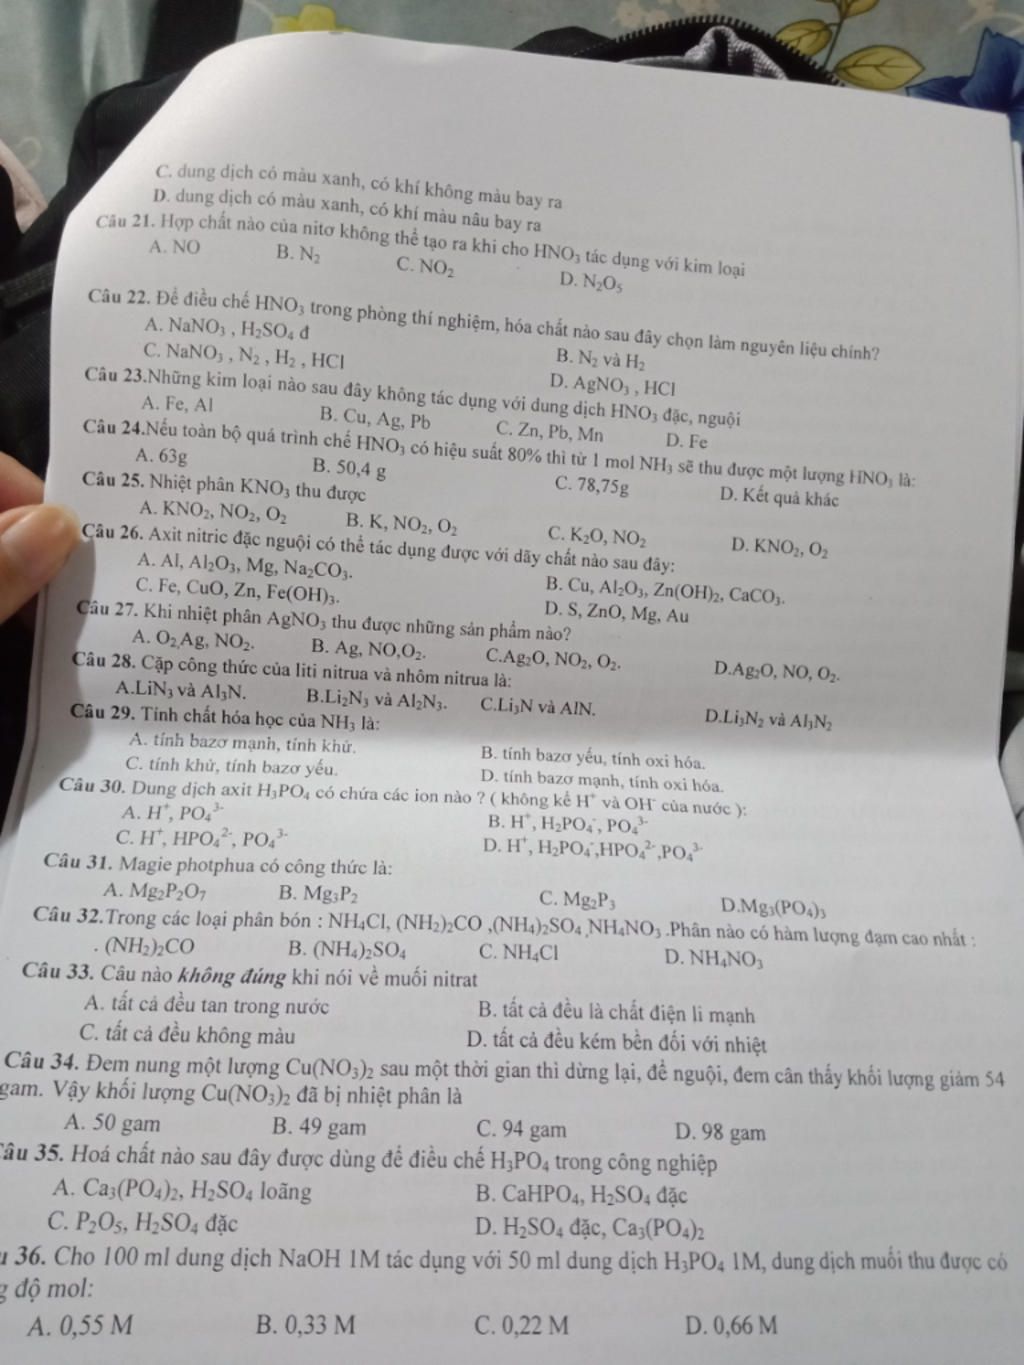 C. dung dịch có màu xanh, có khí không màu bay ra
D. dung dịch có màu xanh, có khí màu nâu bay ra
Câu 21. Hợp chất nào của nitơ không thể tạo ra khi cho HNO₃ tác dụng với kim loại
A. NO B. N₂ C. NO₂ D. N₂O₅
Câu 22. Để điều chế HNO₃ trong phòng thí nghiệm, hóa chất nào sau đây chọn làm nguyên liệu chính?
A. NaNO₃ , H₂SO₄ đ B. N₂ và H₂
C. NaNO₃ , N₂ , H₂ , HCl D. AgNO₃ , HCl
Câu 23.Những kim loại nào sau đây không tác dụng với dung dịch HNO₃ đặc, nguội
A. Fe, Al B. Cu, Ag, Pb C. Zn, Pb, Mn D. Fe
Câu 24.Nếu toàn bộ quá trình chế HNO₃ có hiệu suất 80% thì từ 1 mol NH₃ sẽ thu được một lượng HNO₃ là:
A. 63g B. 50,4 g C. 78,75g D. Kết quả khác
Câu 25. Nhiệt phân KNO₃ thu được
A. KNO₂, NO₂, O₂ B. K, NO₂, O₂ C. K₂O, NO₂ D. KNO₂, O₂
Câu 26. Axit nitric đặc nguội có thể tác dụng được với dãy chất nào sau đây:
A. Al, Al₂O₃, Mg, Na₂CO₃. B. Cu, Al₂O₃, Zn(OH)₂, CaCO₃.
C. Fe, CuO, Zn, Fe(OH)₃. D. S, ZnO, Mg, Au
Câu 27. Khi nhiệt phân AgNO₃ thu được những sản phẩm nào?
A. O₂,Ag, NO₂. B. Ag, NO,O₂. C.Ag₂O, NO₂, O₂. D.Ag₂O, NO, O₂.
Câu 28. Cặp công thức của liti nitrua và nhôm nitrua là:
A.LiN₃ và Al₃N. B.Li₂N₃ và Al₂N₃. C.Li₃N và AlN. D.Li₃N₂ và Al₃N₂
Câu 29. Tính chất hóa học của NH₃ là:
A. tính bazơ mạnh, tính khử. B. tính bazơ yếu, tính oxi hóa.
C. tính khử, tính bazơ yếu. D. tính bazơ mạnh, tính oxi hóa.
Câu 30. Dung dịch axit H₃PO₄ có chứa các ion nào ? ( không kể H⁺ và OH⁻ của nước ):
A. H⁺, PO₄³⁻ B. H⁺, H₂PO₄⁻, PO₄³⁻
C. H⁺, HPO₄²⁻, PO₄³⁻ D. H⁺, H₂PO₄⁻,HPO₄²⁻,PO₄³⁻
Câu 31. Magie photphua có công thức là:
A. Mg₂P₂O₇ B. Mg₃P₂ C. Mg₂P₃ D.Mg₃(PO₄)₃
Câu 32.Trong các loại phân bón : NH₄Cl, (NH₂)₂CO ,(NH₄)₂SO₄ ,NH₄NO₃ .Phân nào có hàm lượng đạm cao nhất :
. (NH₂)₂CO B. (NH₄)₂SO₄ C. NH₄Cl D. NH₄NO₃
Câu 33. Câu nào không đúng khi nói về muối nitrat
A. tất cả đều tan trong nước B. tất cả đều là chất điện li mạnh
C. tất cả đều không màu D. tất cả đều kém bền đối với nhiệt
Câu 34. Đem nung một lượng Cu(NO₃)₂ sau một thời gian thì dừng lại, để nguội, đem cân thấy khối lượng giảm 54
gam. Vậy khối lượng Cu(NO₃)₂ đã bị nhiệt phân là
A. 50 gam B. 49 gam C. 94 gam D. 98 gam
Câu 35. Hoá chất nào sau đây được dùng để điều chế H₃PO₄ trong công nghiệp
A. Ca₃(PO₄)₂, H₂SO₄ loãng B. CaHPO₄, H₂SO₄ đặc
C. P₂O₅, H₂SO₄ đặc D. H₂SO₄ đặc, Ca₃(PO₄)₂
u 36. Cho 100 ml dung dịch NaOH 1M tác dụng với 50 ml dung dịch H₃PO₄ 1M, dung dịch muối thu được có
g độ mol:
A. 0,55 M B. 0,33 M C. 0,22 M D. 0,66 M